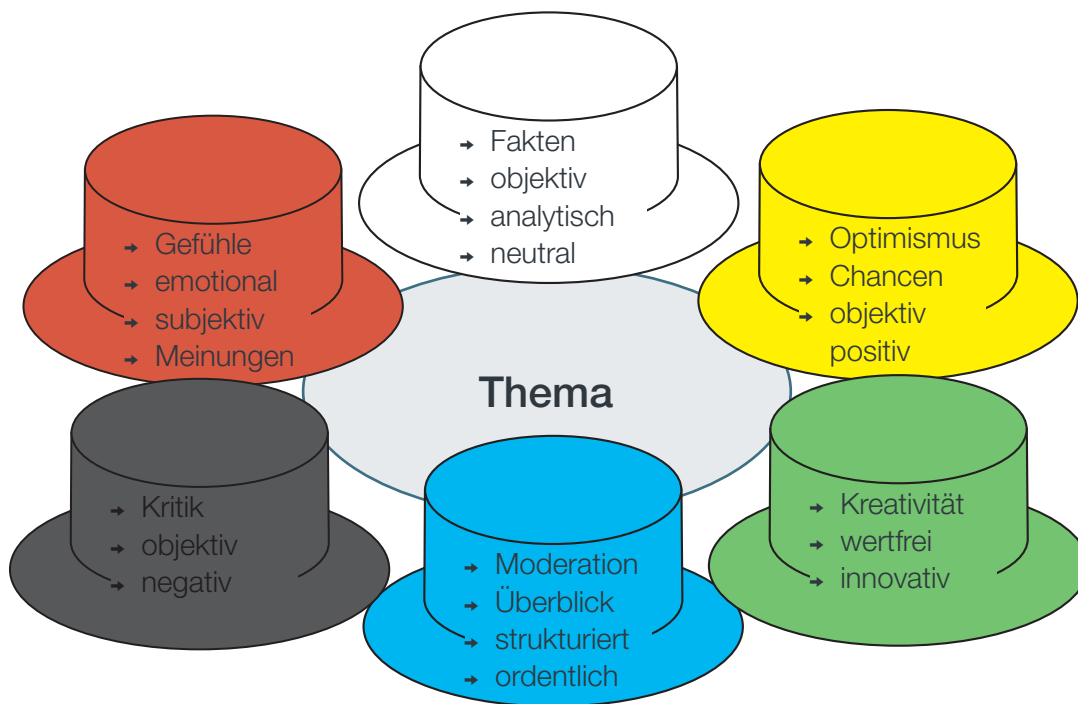 → Fakten
→ objektiv
→ analytisch
→ neutral
→ Gefühle
→ emotional
→ subjektiv
→ Meinungen
→ Optimismus
→ Chancen
→ objektiv
positiv
Thema
→ Kritik
→ objektiv
→ negativ
→ Moderation
→ Überblick
→ strukturiert
→ ordentlich
→ Kreativität
→ wertfrei
→ innovativ